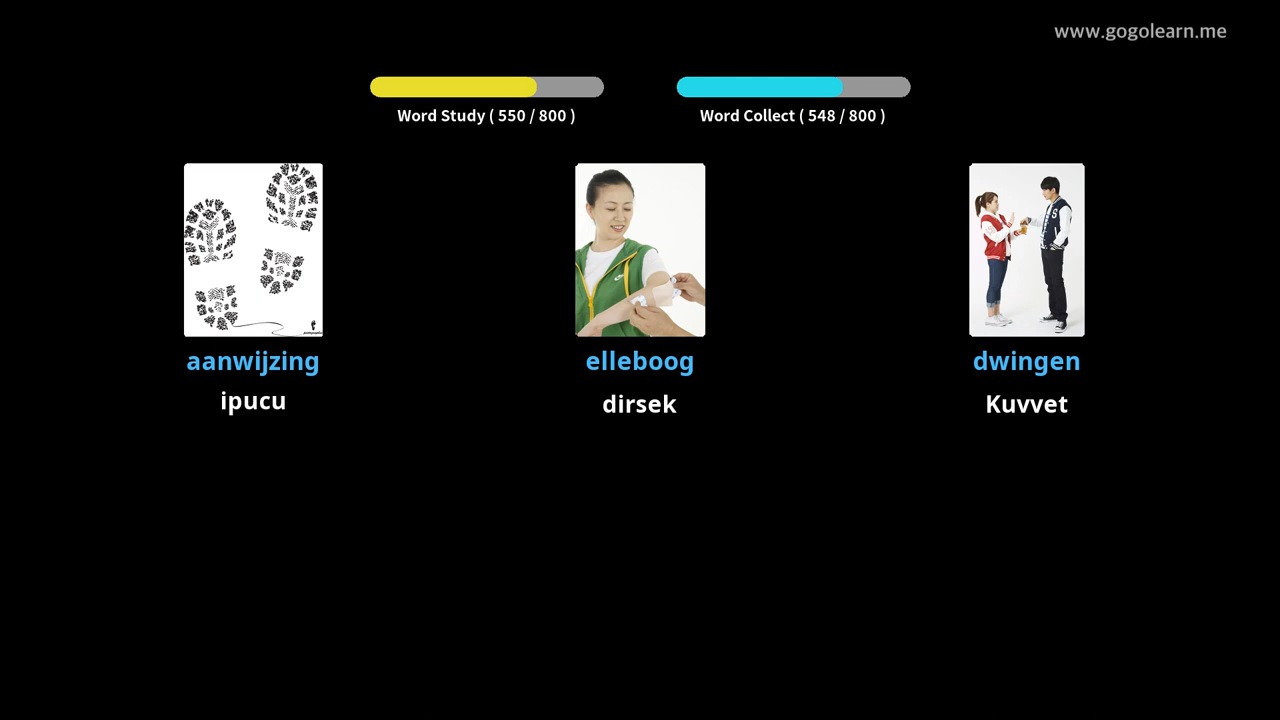 www.gogolearn.me
Word Study ( 550 / 800 )
Word Collect ( 548 / 800 )
aanwijzing
elleboog
dwingen
ipucu
dirsek
Kuvvet